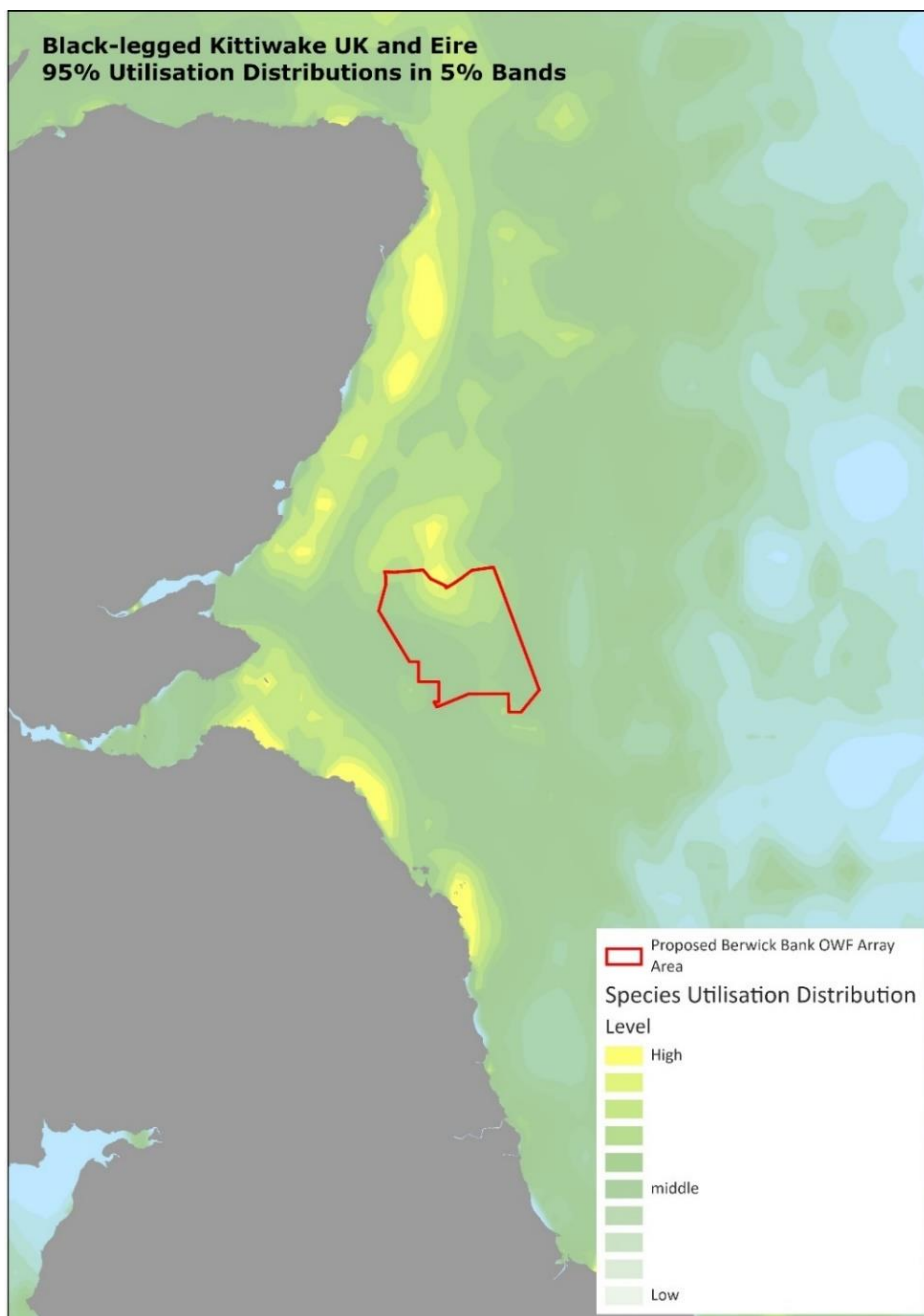 Black-legged Kittiwake UK and Eire
95% Utilisation Distributions in 5% Bands
Proposed Berwick Bank OWF Array
Area
Species Utilisation Distribution
Level
High
middle
Low